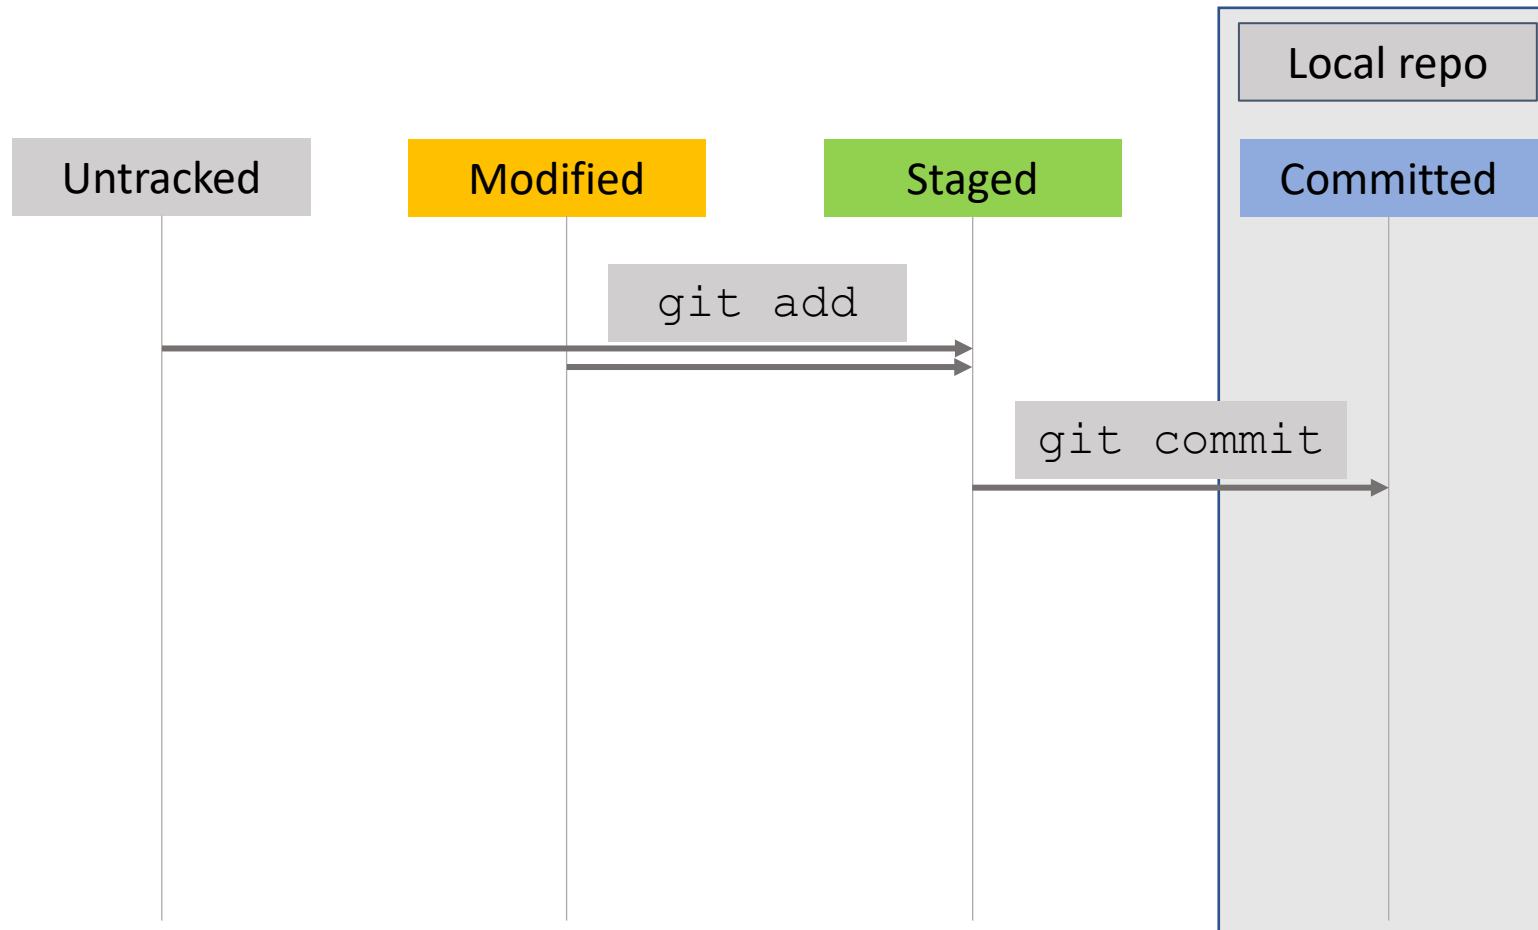 Local repo
Untracked
Modified
Staged
Committed
git add
git commit